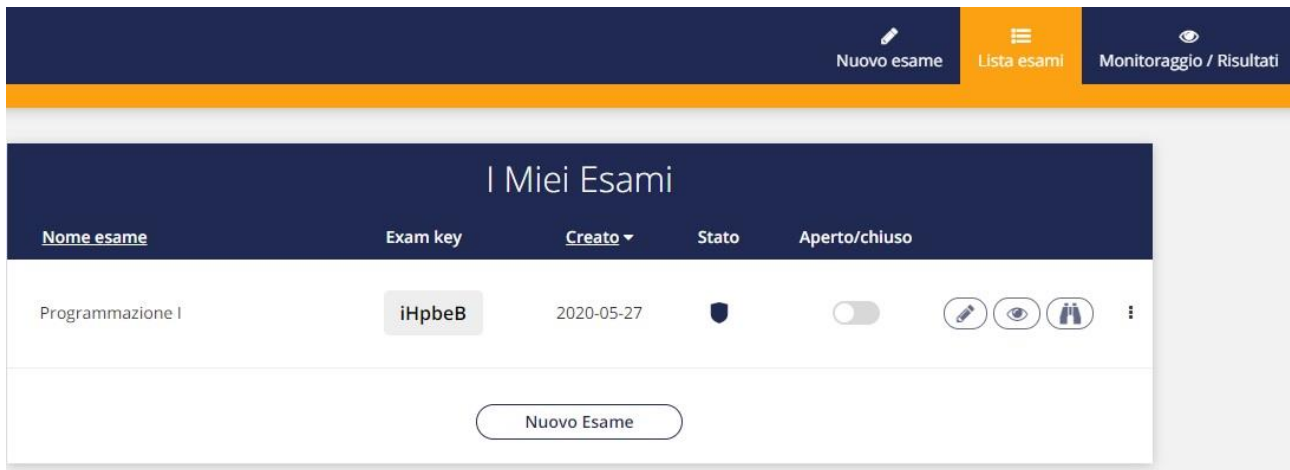 Nuovo esame
Lista esami
Monitoraggio / Risultati
I Miei Esami
Nome esame Exam key Creato Stato Aperto/chiuso
Programmazione I iHpbeB 2020-05-27
Nuovo Esame